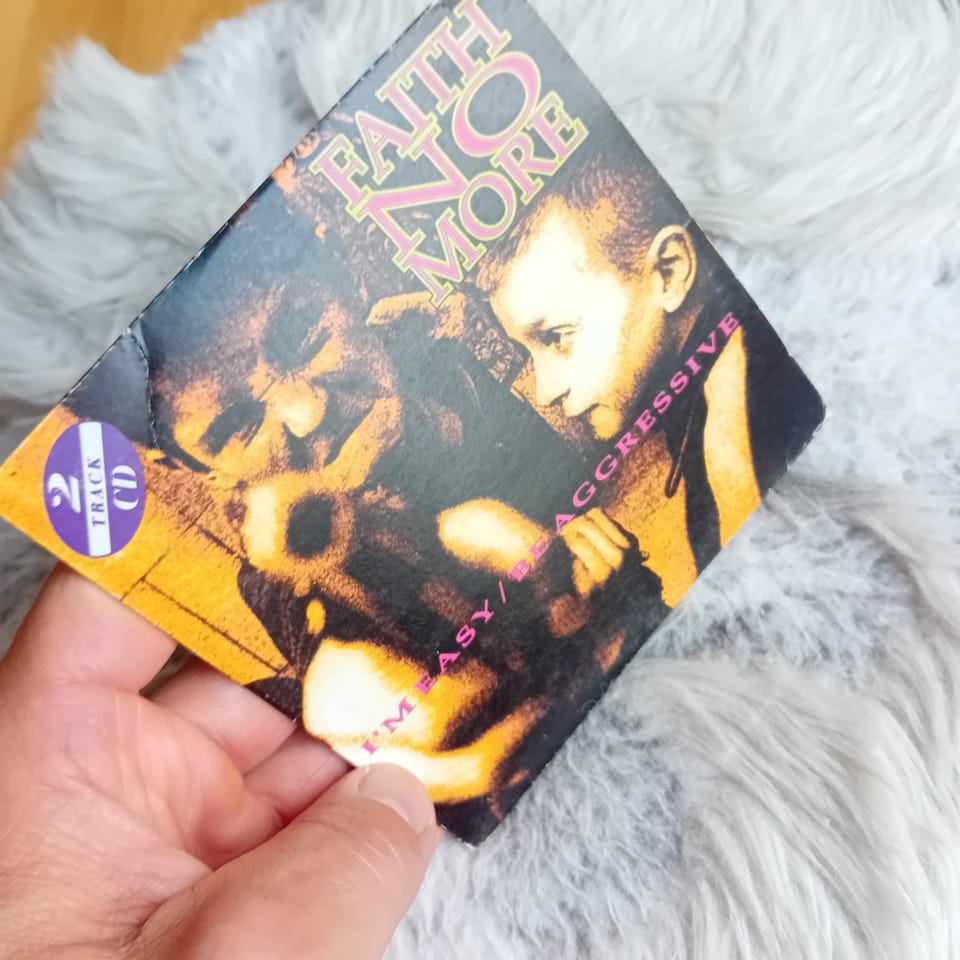 FAITH
NO
MORE
I'M EASY / BE AGGRESSIVE
2
TRACK
CD